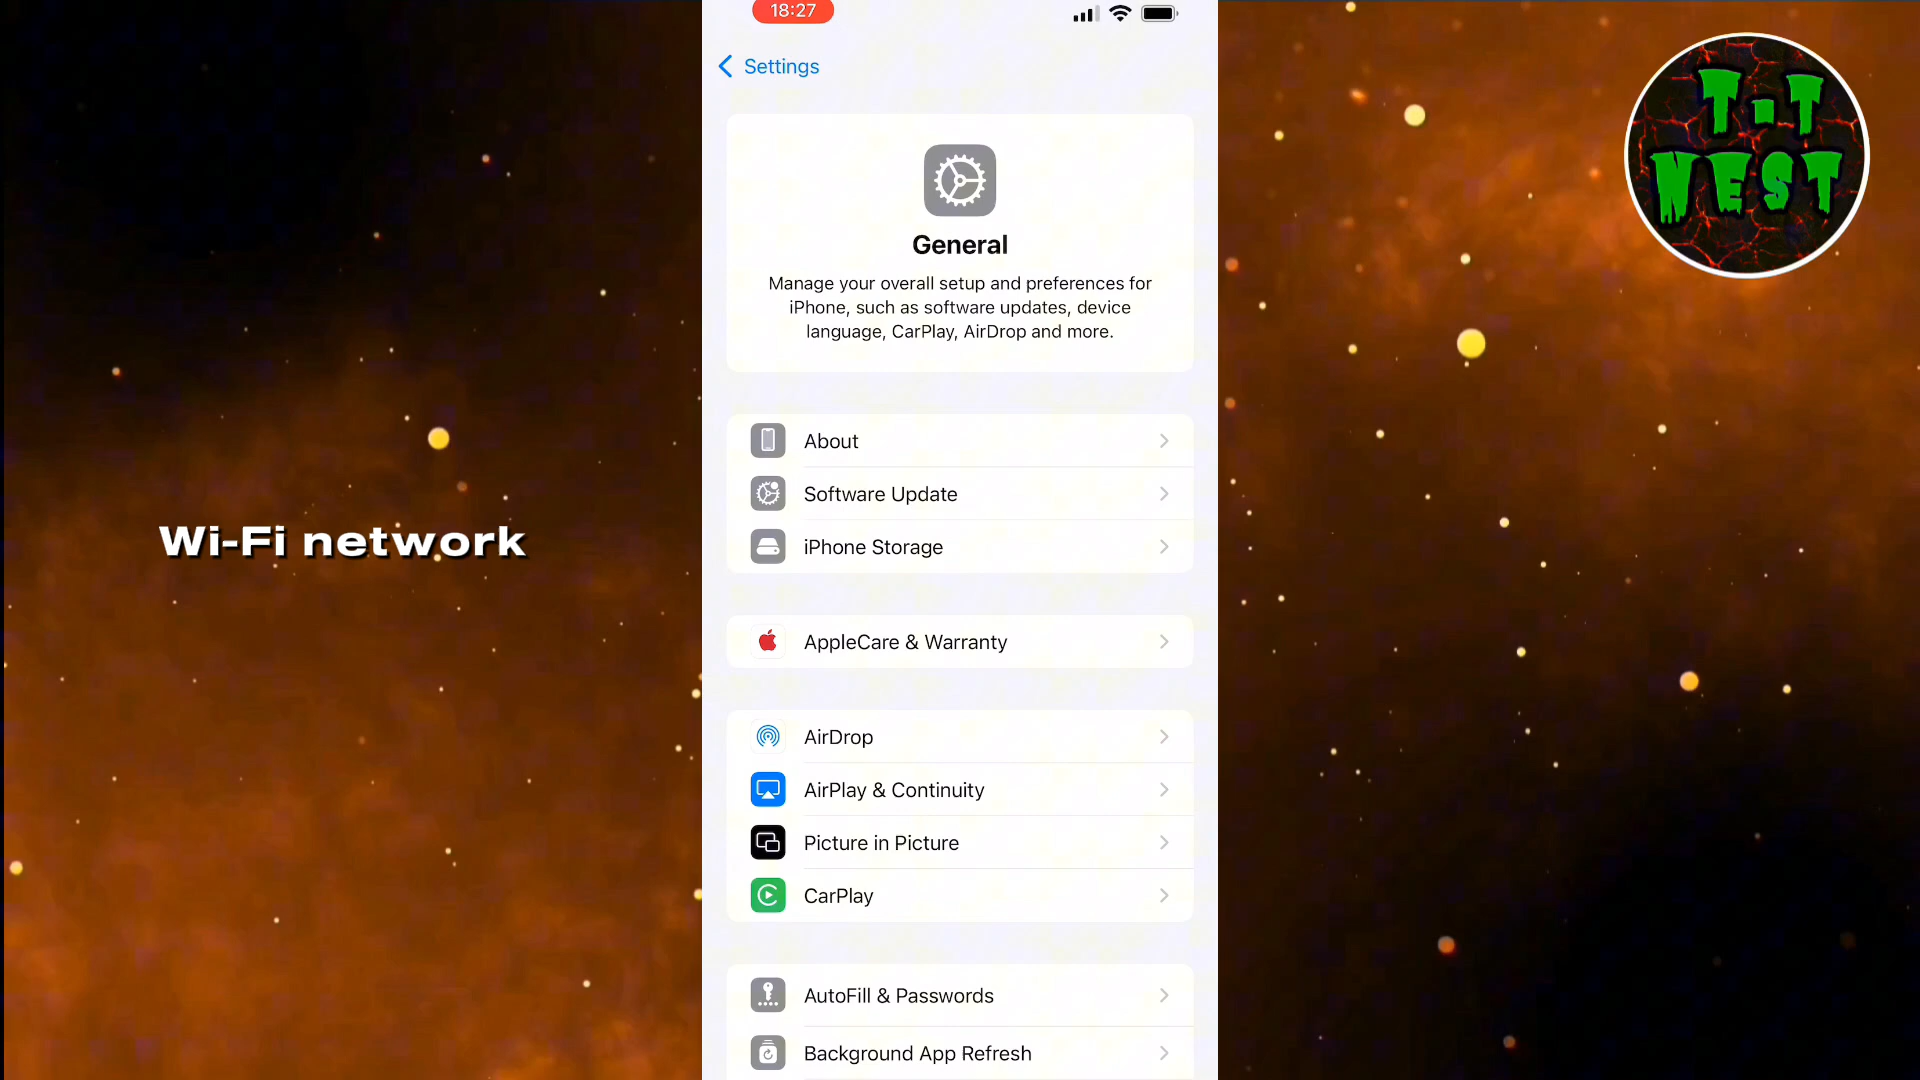 18:27
Settings
General
Manage your overall setup and preferences for
iPhone, such as software updates, device
language, CarPlay, AirDrop and more.
About
Software Update
iPhone Storage
AppleCare & Warranty
AirDrop
AirPlay & Continuity
Picture in Picture
CarPlay
AutoFill & Passwords
Background App Refresh
Wi-Fi network
T-T
WEST